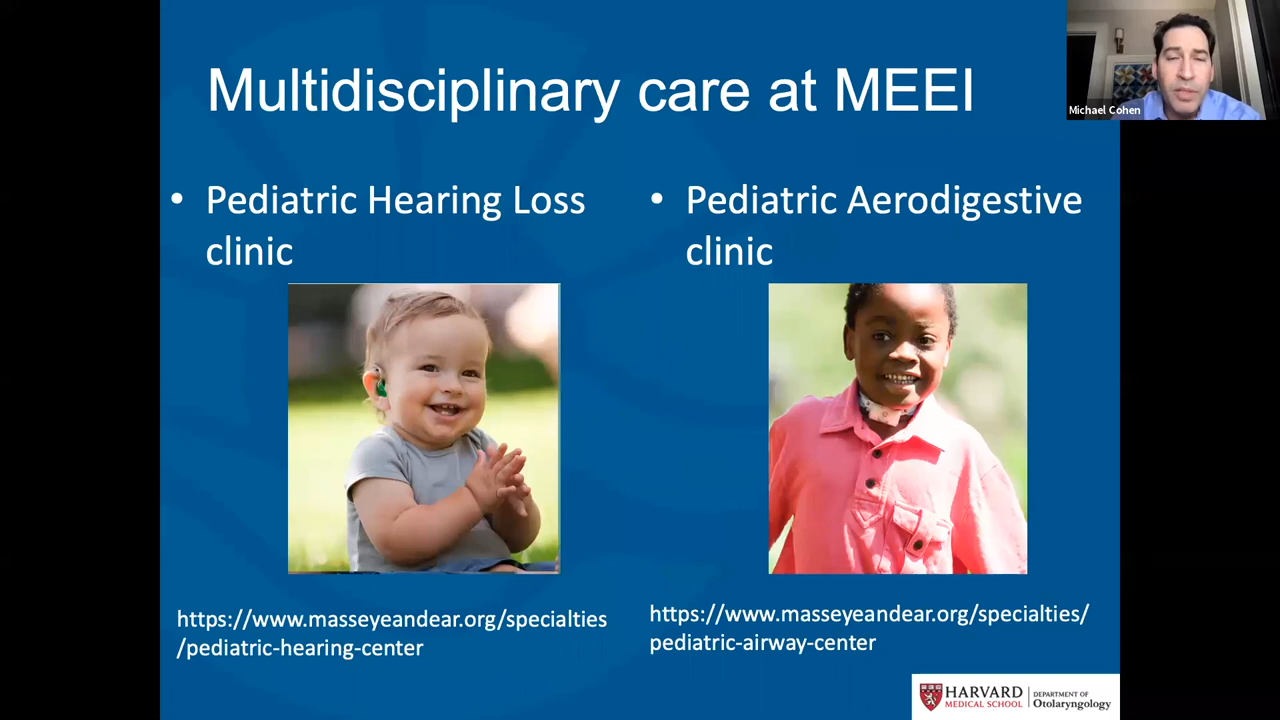 Multidisciplinary care at MEEI
Michael Cohen
• Pediatric Hearing Loss
clinic
• Pediatric Aerodigestive
clinic
https://www.masseyeandear.org/specialties
/pediatric-hearing-center
https://www.masseyeandear.org/specialties/
pediatric-airway-center
HARVARD
MEDICAL SCHOOL
DEPARTMENT OF
Otolaryngology